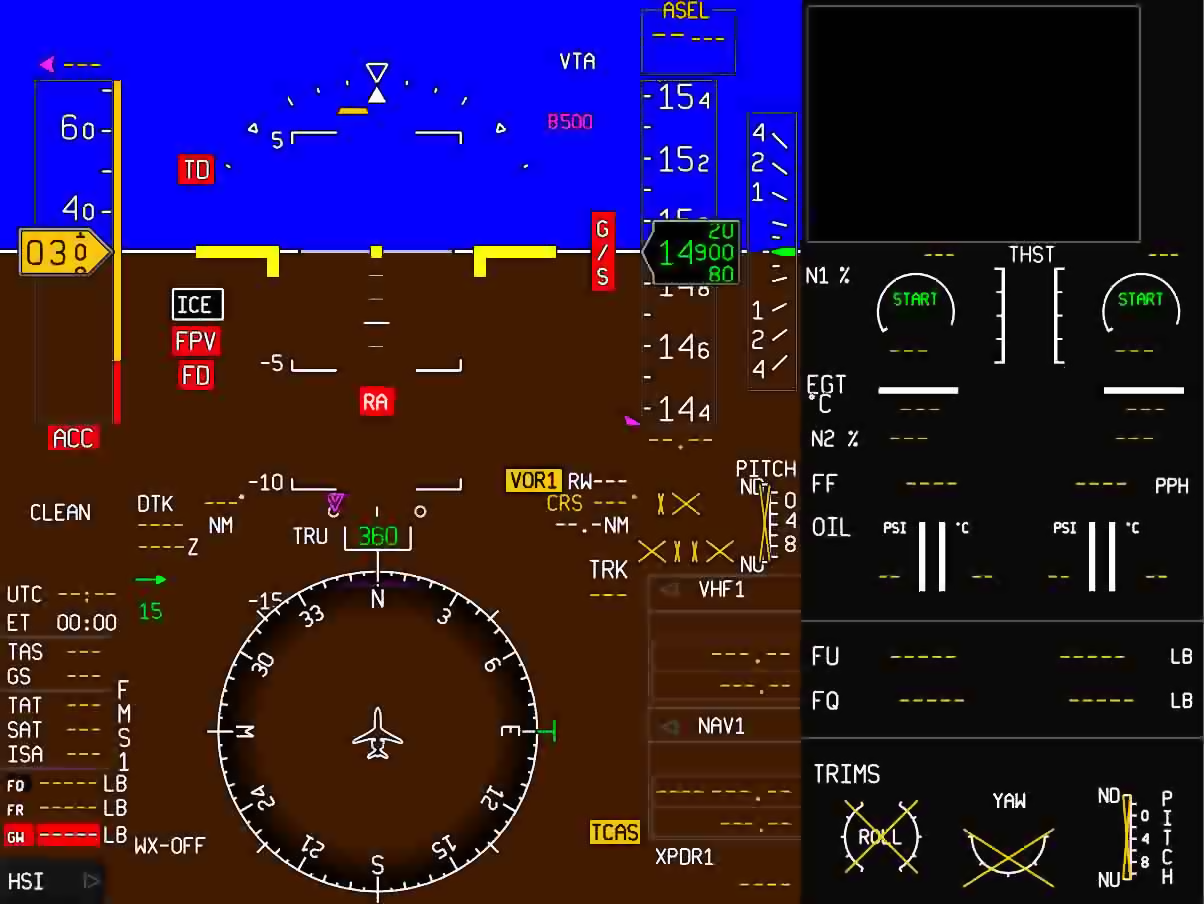 ASEL
-- ---
---
VTA
8500
60
40
030
TD
5
154
152
15
20
14900
80
148
146
144
4
2
1
1
2
4
G/S
ICE
FPV
FD
-5
RA
ACC
--.--
-10
CLEAN
DTK
---
NM
----
----Z
TRU
360
VOR1 RW---
CRS ---
--.-NM
TRK
---
PITCH
ND
0
4
8
NU
UTC --:--
ET 00:00
15
-15
TAS ---
GS ---
TAT ---
SAT ---
ISA ---
FMS1
FQ ----- LB
FR ----- LB
GW ----- LB
WX-OFF
HSI
N
3
6
E
12
15
S
21
24
W
30
33
VHF1
---.--
---.--
NAV1
---- ---.--
---.--
TCAS
XPDR1
----
THST
N1 %
---
---
START
START
---
---
EGT
°C
---
---
N2 %
---
---
FF
----
----
PPH
OIL
PSI
°C
PSI
°C
--
--
--
--
FU
-----
-----
LB
FQ
-----
-----
LB
TRIMS
ROLL
YAW
ND
0
4
8
NU
PITCH